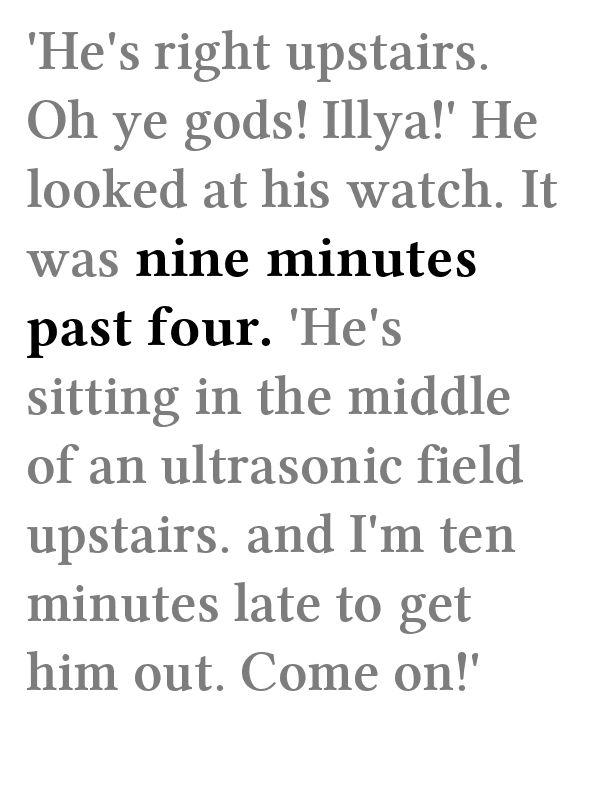 'He's right upstairs.
Oh ye gods! Illya!' He
looked at his watch. It
was nine minutes
past four. 'He's
sitting in the middle
of an ultrasonic field
upstairs. and I'm ten
minutes late to get
him out. Come on!'